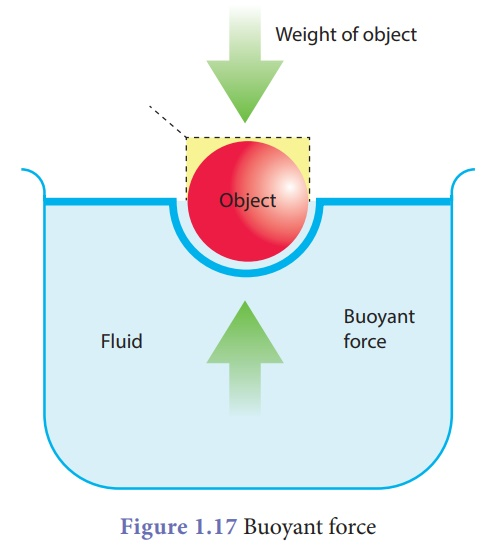 Weight of object
Object
Buoyant
force
Fluid
Figure 1.17 Buoyant force